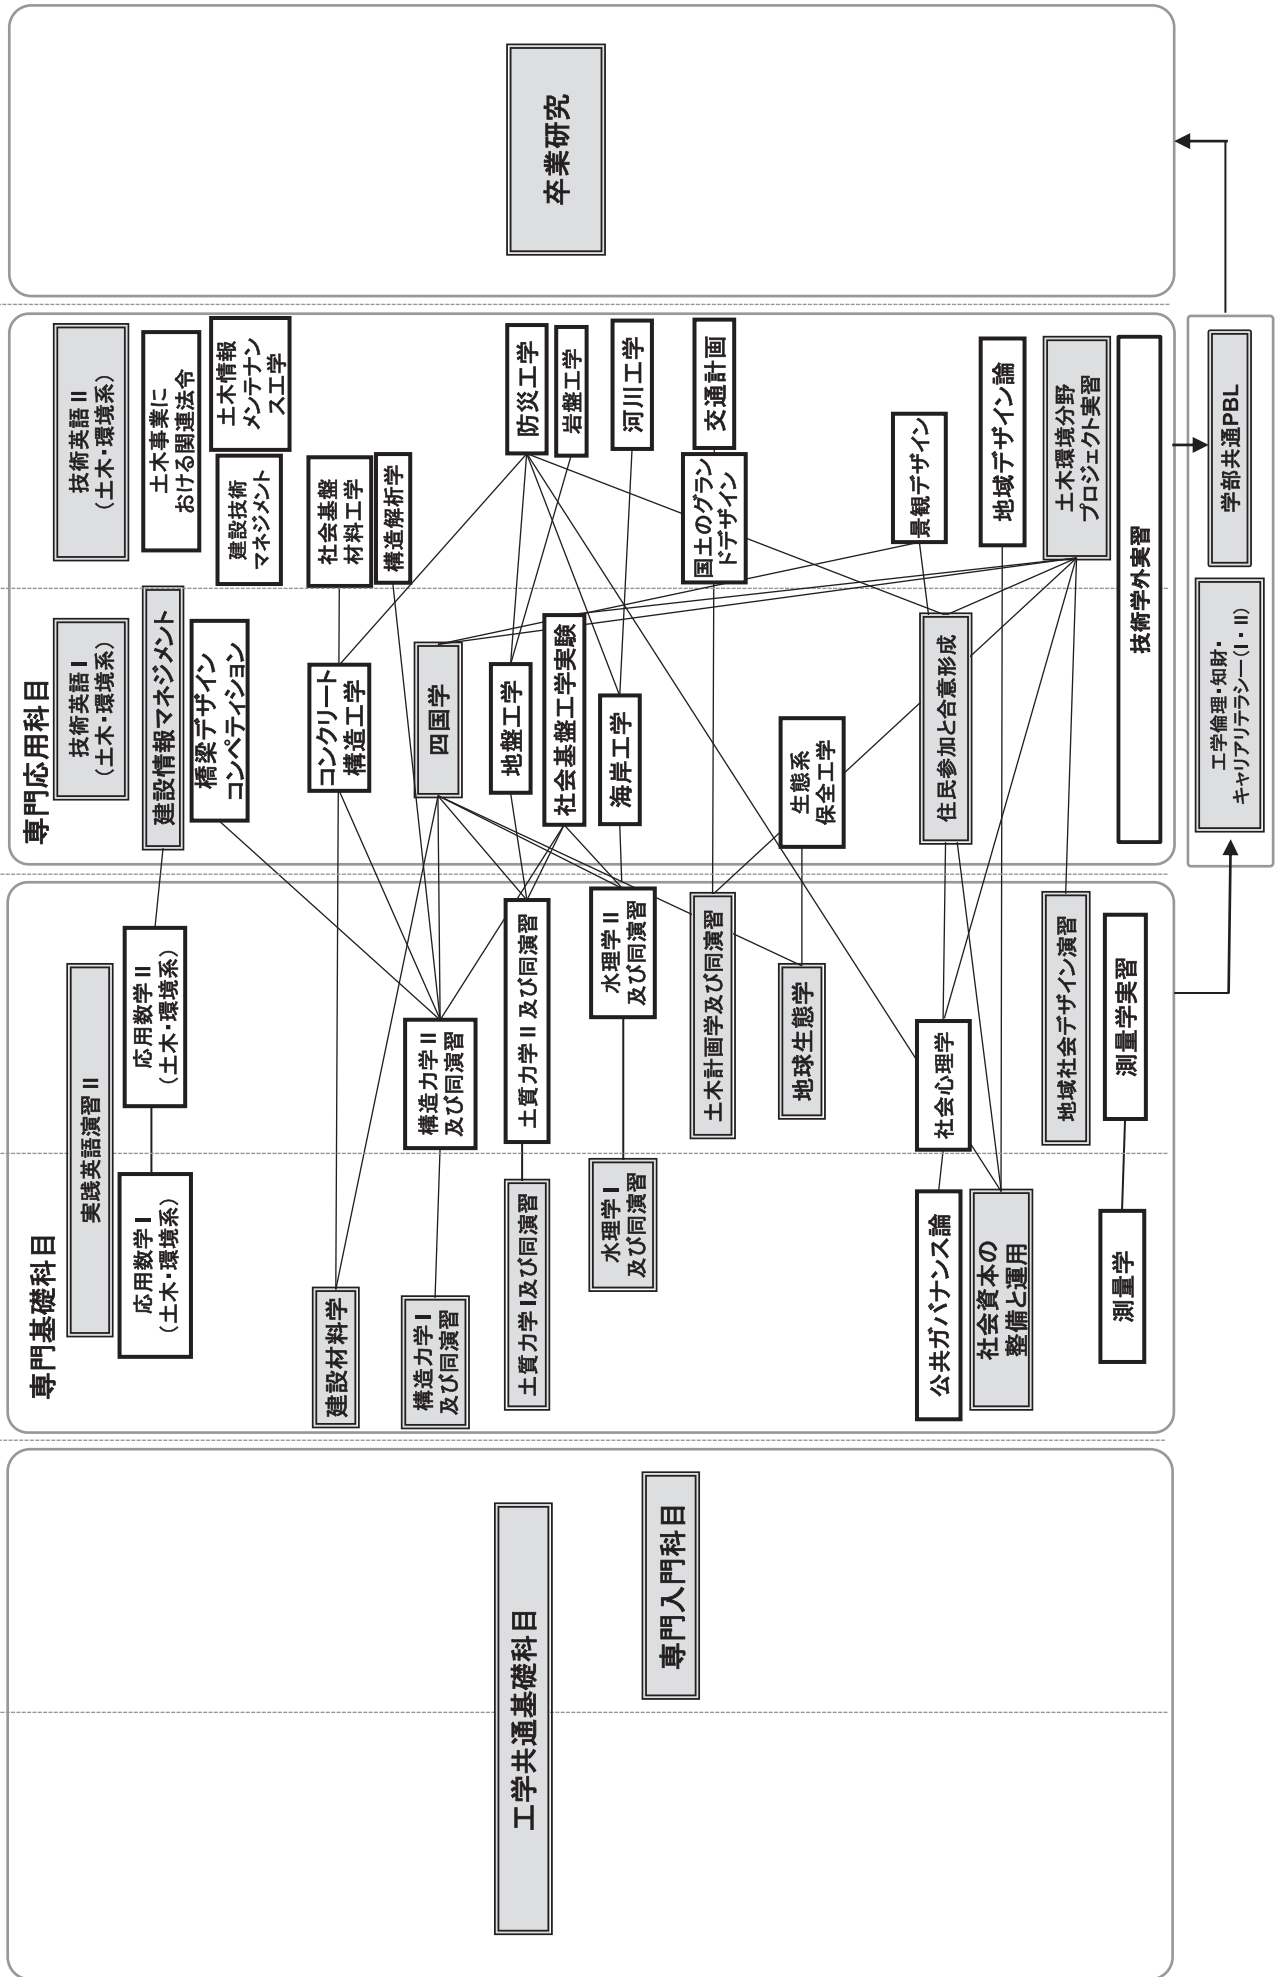 工学共通基礎科目
専門入門科目
専門基礎科目
実践英語演習 II
応用数学 I
（土木・環境系）
応用数学 II
（土木・環境系）
建設材料学
構造力学 I
及び同演習
構造力学 II
及び同演習
土質力学 I及び同演習
土質力学 II 及び同演習
水理学 I
及び同演習
水理学 II
及び同演習
土木計画学及び同演習
地球生態学
公共ガバナンス論
社会心理学
社会資本の
整備と運用
地域社会デザイン演習
測量学
測量学実習
専門応用科目
技術英語 I
（土木・環境系）
技術英語 II
（土木・環境系）
建設情報マネジメント
土木事業に
おける関連法令
橋梁デザイン
コンペティション
建設技術
マネジメント
土木情報
メンテナン
ス工学
コンクリート
構造工学
社会基盤
材料工学
構造解析学
四国学
地盤工学
防災工学
社会基盤工学実験
岩盤工学
海岸工学
河川工学
国土のグラン
ドデザイン
交通計画
生態系
保全工学
景観デザイン
住民参加と合意形成
地域デザイン論
土木環境分野
プロジェクト実習
技術学外実習
工学倫理・知財・
キャリアリテラシー（I・II）
学部共通PBL
卒業研究